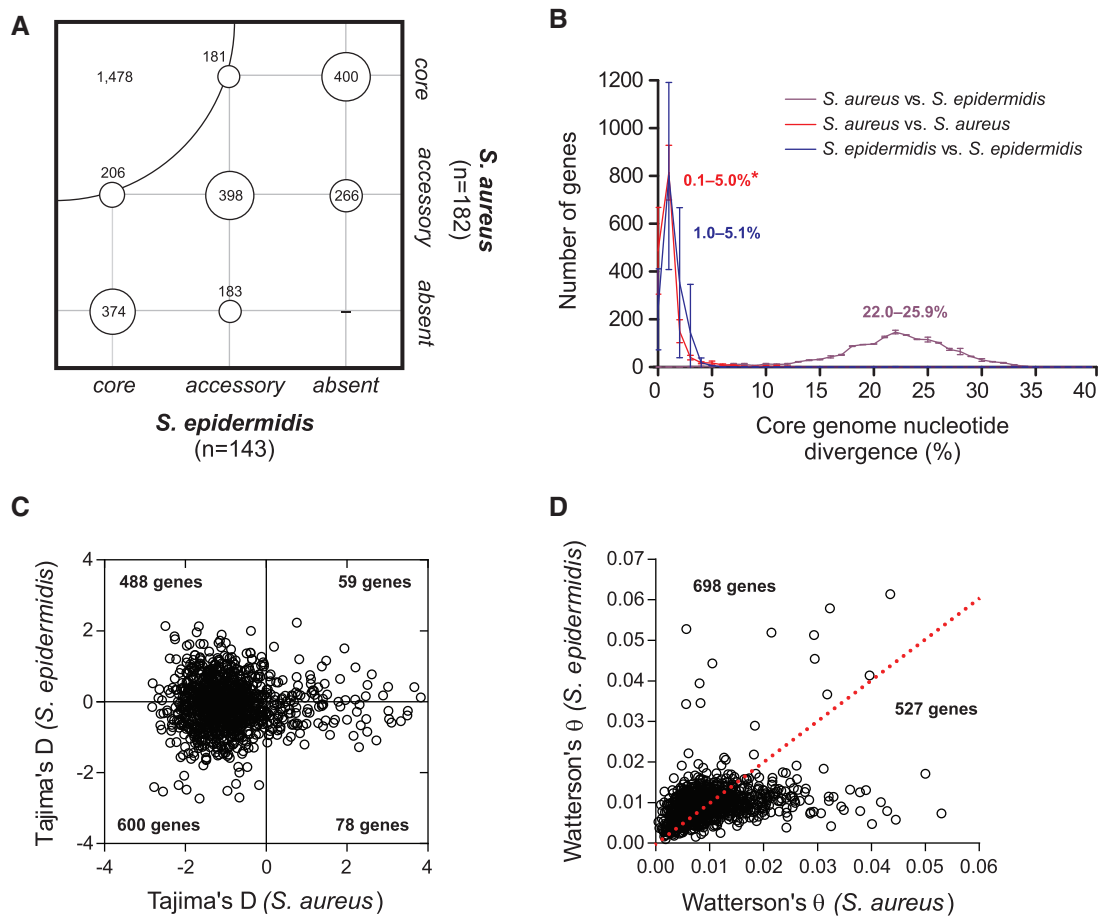 A
1,478
181
400
core
206
398
266
accessory
374
183
–
absent
core
accessory
absent
S. epidermidis
(n=143)
S. aureus
(n=182)
B
1200
1000
800
600
400
200
0
Number of genes
S. aureus vs. S. epidermidis
S. aureus vs. S. aureus
S. epidermidis vs. S. epidermidis
0.1–5.0%*
1.0–5.1%
22.0–25.9%
0
5
10
15
20
25
30
35
40
Core genome nucleotide
divergence (%)
C
Tajima's D (S. epidermidis)
4
2
0
-2
-4
488 genes
59 genes
600 genes
78 genes
-4
-2
0
2
4
Tajima's D (S. aureus)
D
Watterson's θ (S. epidermidis)
0.07
0.06
0.05
0.04
0.03
0.02
0.01
0.00
698 genes
527 genes
0.00
0.01
0.02
0.03
0.04
0.05
0.06
Watterson's θ (S. aureus)